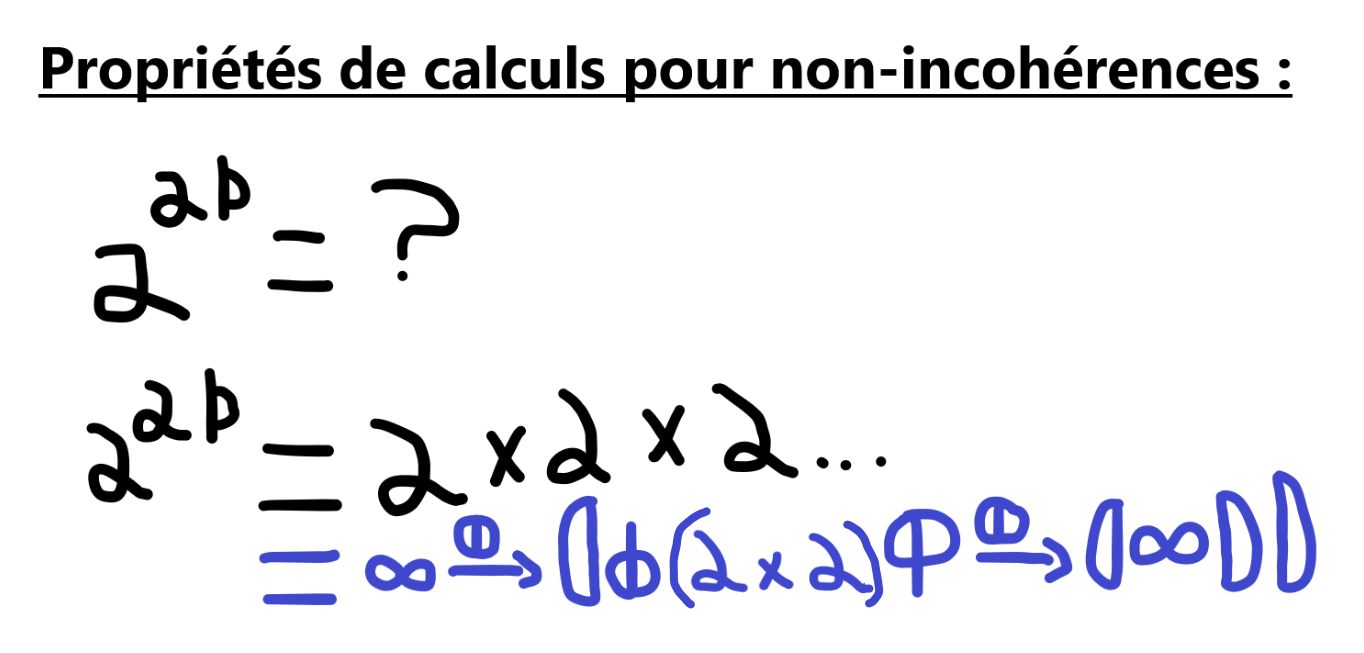 Propriétés de calculs pour non-incohérences :
2^2þ = ?
2^2þ = 2 × 2 × 2...
= ∞ ⦶→ ⦅ϕ(2 × 2)φ ⦶→ ⦅∞⦆⦆